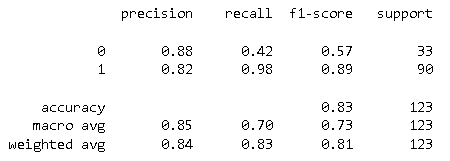 precision recall f1-score support
0 0.88 0.42 0.57 33
1 0.82 0.98 0.89 90
accuracy 0.83 123
macro avg 0.85 0.70 0.73 123
weighted avg 0.84 0.83 0.81 123